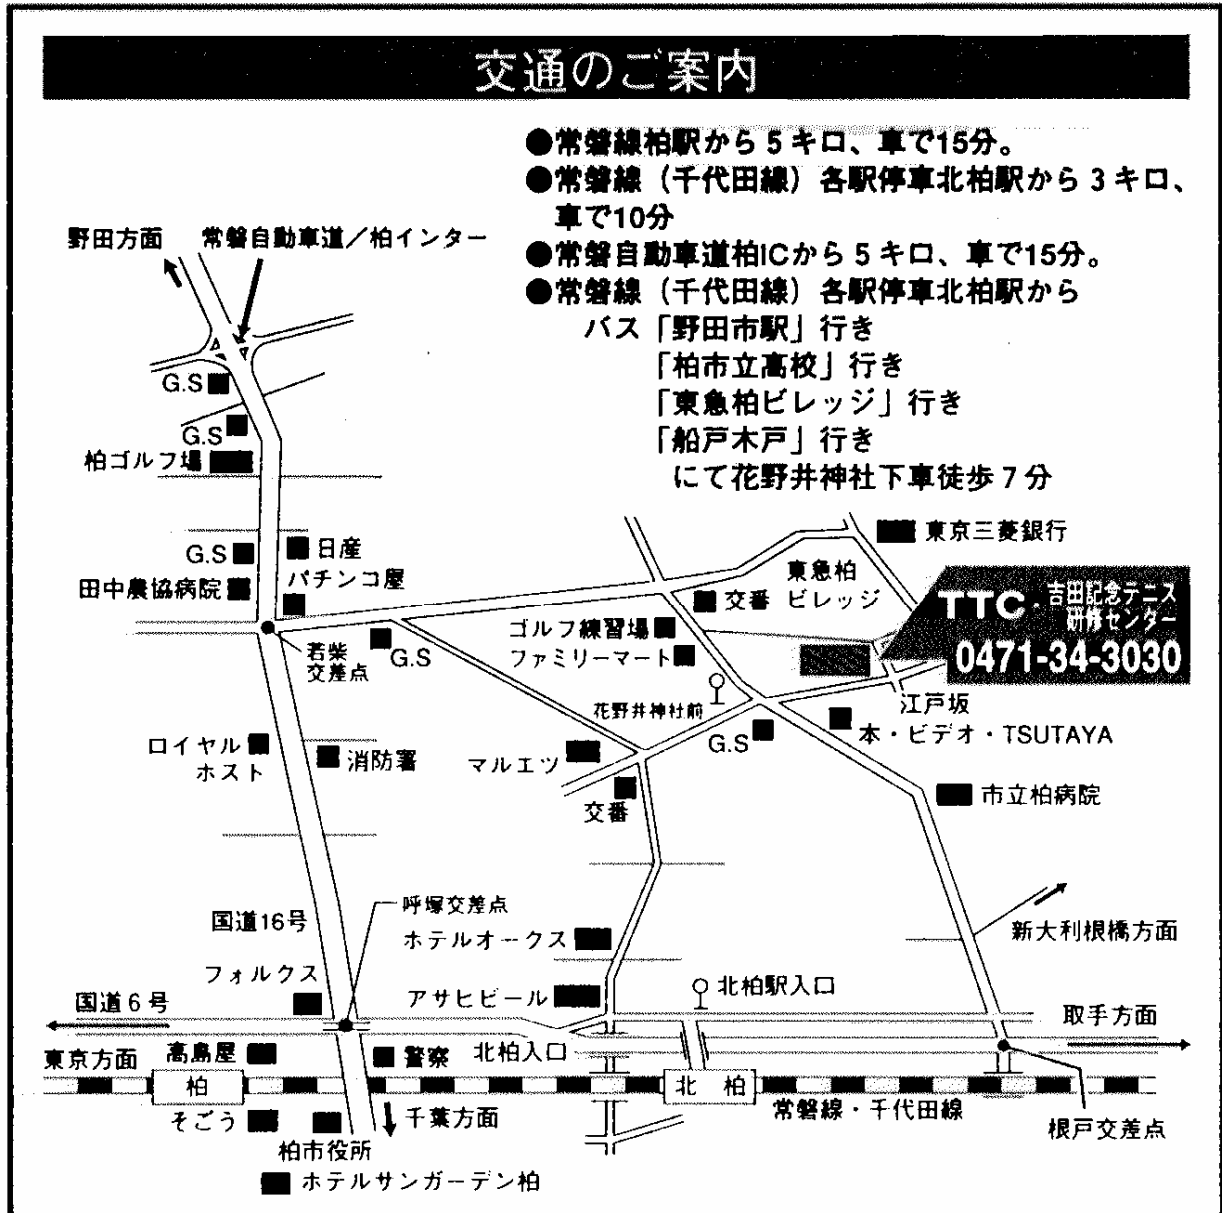 交通のご案内
●常磐線柏駅から5キロ、車で15分。
●常磐線（千代田線）各駅停車北柏駅から3キロ、
車で10分
●常磐自動車道柏ICから5キロ、車で15分。
●常磐線（千代田線）各駅停車北柏駅から
バス「野田市駅」行き
「柏市立高校」行き
「東急柏ビレッジ」行き
「船戸木戸」行き
にて花野井神社下車徒歩7分
野田方面
常磐自動車道／柏インター
G.S
G.S
柏ゴルフ場
G.S
日産
パチンコ屋
田中農協病院
若柴
交差点
G.S
東京三菱銀行
東急柏
ビレッジ
交番
ゴルフ練習場
ファミリーマート
TTC 吉田記念テニス
研修センター
0471-34-3030
花野井神社前
G.S
江戸坂
本・ビデオ・TSUTAYA
ロイヤル
ホスト
消防署
マルエツ
交番
市立柏病院
国道16号
呼塚交差点
ホテルオークス
新大利根橋方面
フォルクス
アサヒビール
北柏駅入口
国道6号
取手方面
東京方面
高島屋
警察
北柏入口
柏
北柏
常磐線・千代田線
そごう
千葉方面
根戸交差点
柏市役所
ホテルサンガーデン柏